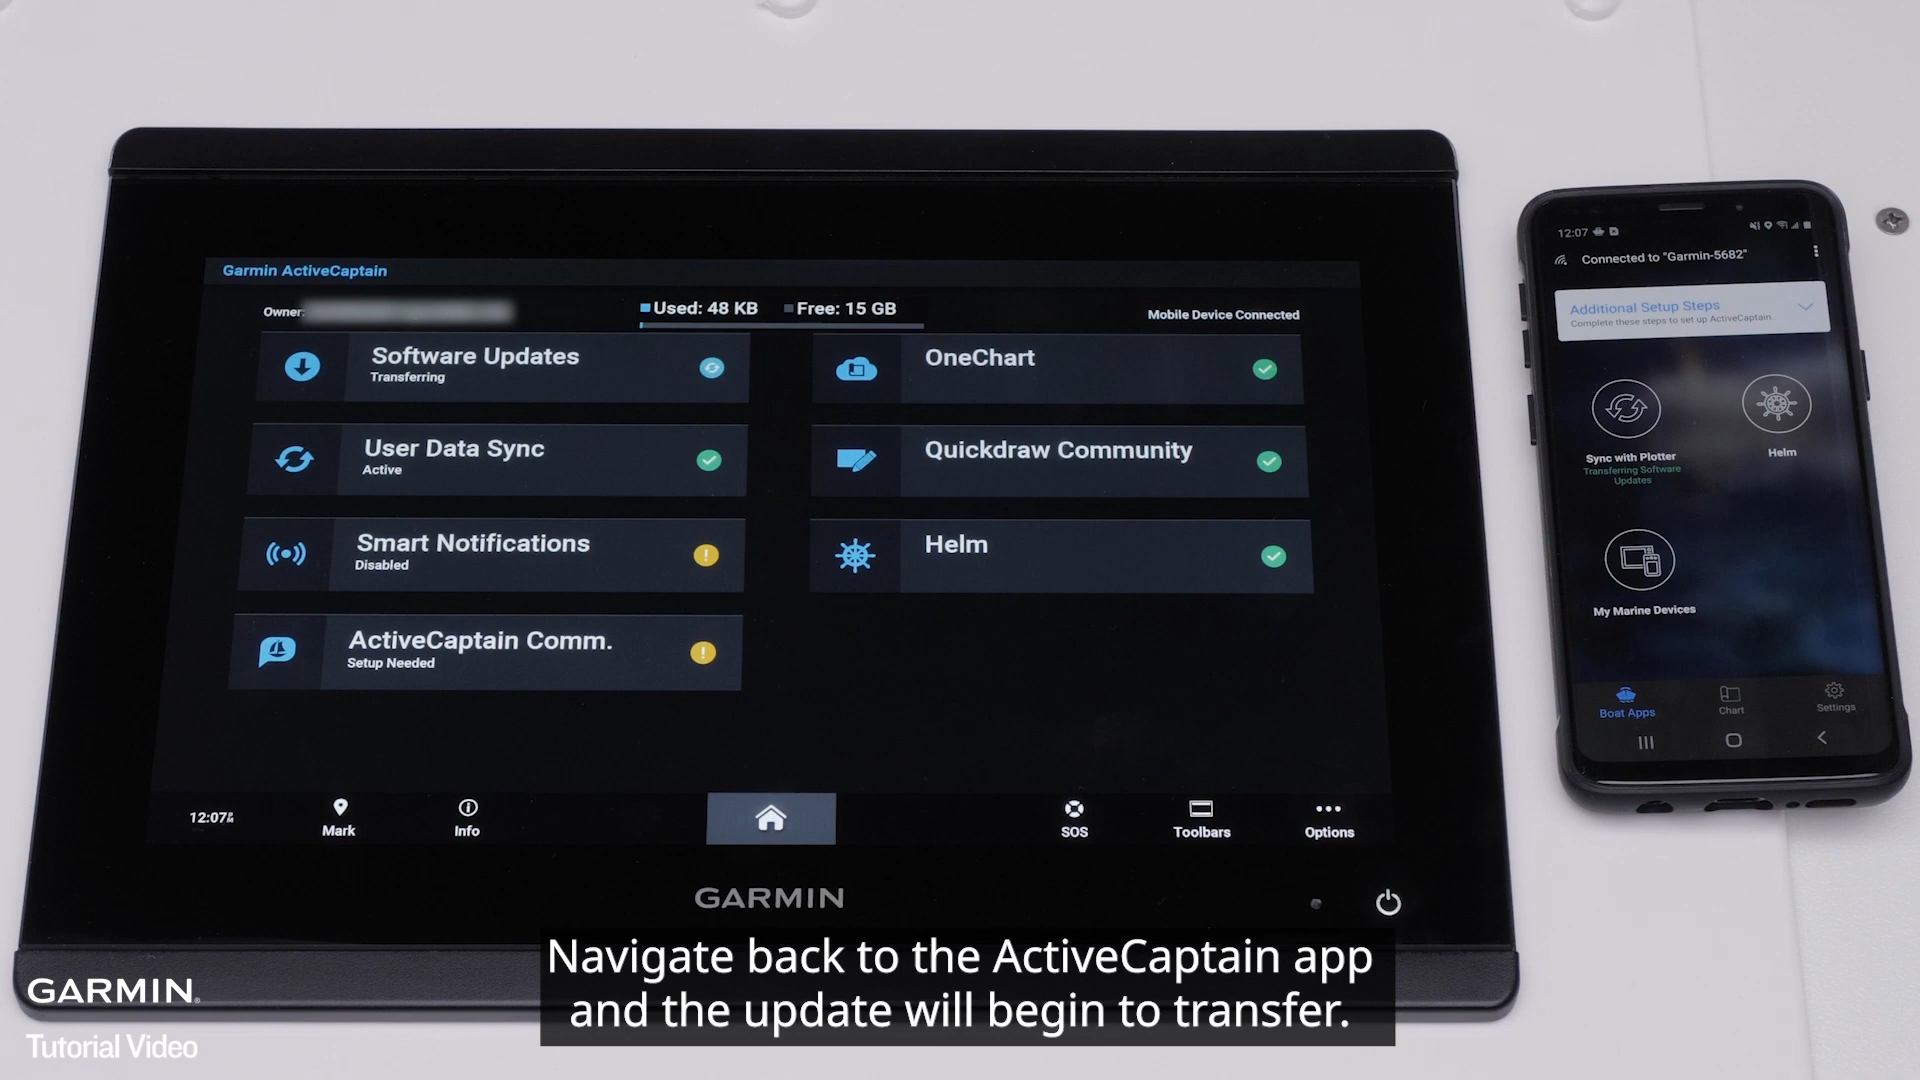 Garmin ActiveCaptain
Owner:
Used: 48 KB
Free: 15 GB
Mobile Device Connected
Software Updates
Transferring
OneChart
User Data Sync
Active
Quickdraw Community
Smart Notifications
Disabled
Helm
ActiveCaptain Comm.
Setup Needed
12:07PM
Mark
Info
SOS
Toolbars
Options
GARMIN
12:07
Connected to "Garmin-5682"
Additional Setup Steps
Complete these steps to set up ActiveCaptain.
Sync with Plotter
Transferring Software
Updates
Helm
My Marine Devices
Boat Apps
Chart
Settings
Navigate back to the ActiveCaptain app
and the update will begin to transfer.
GARMIN
Tutorial Video